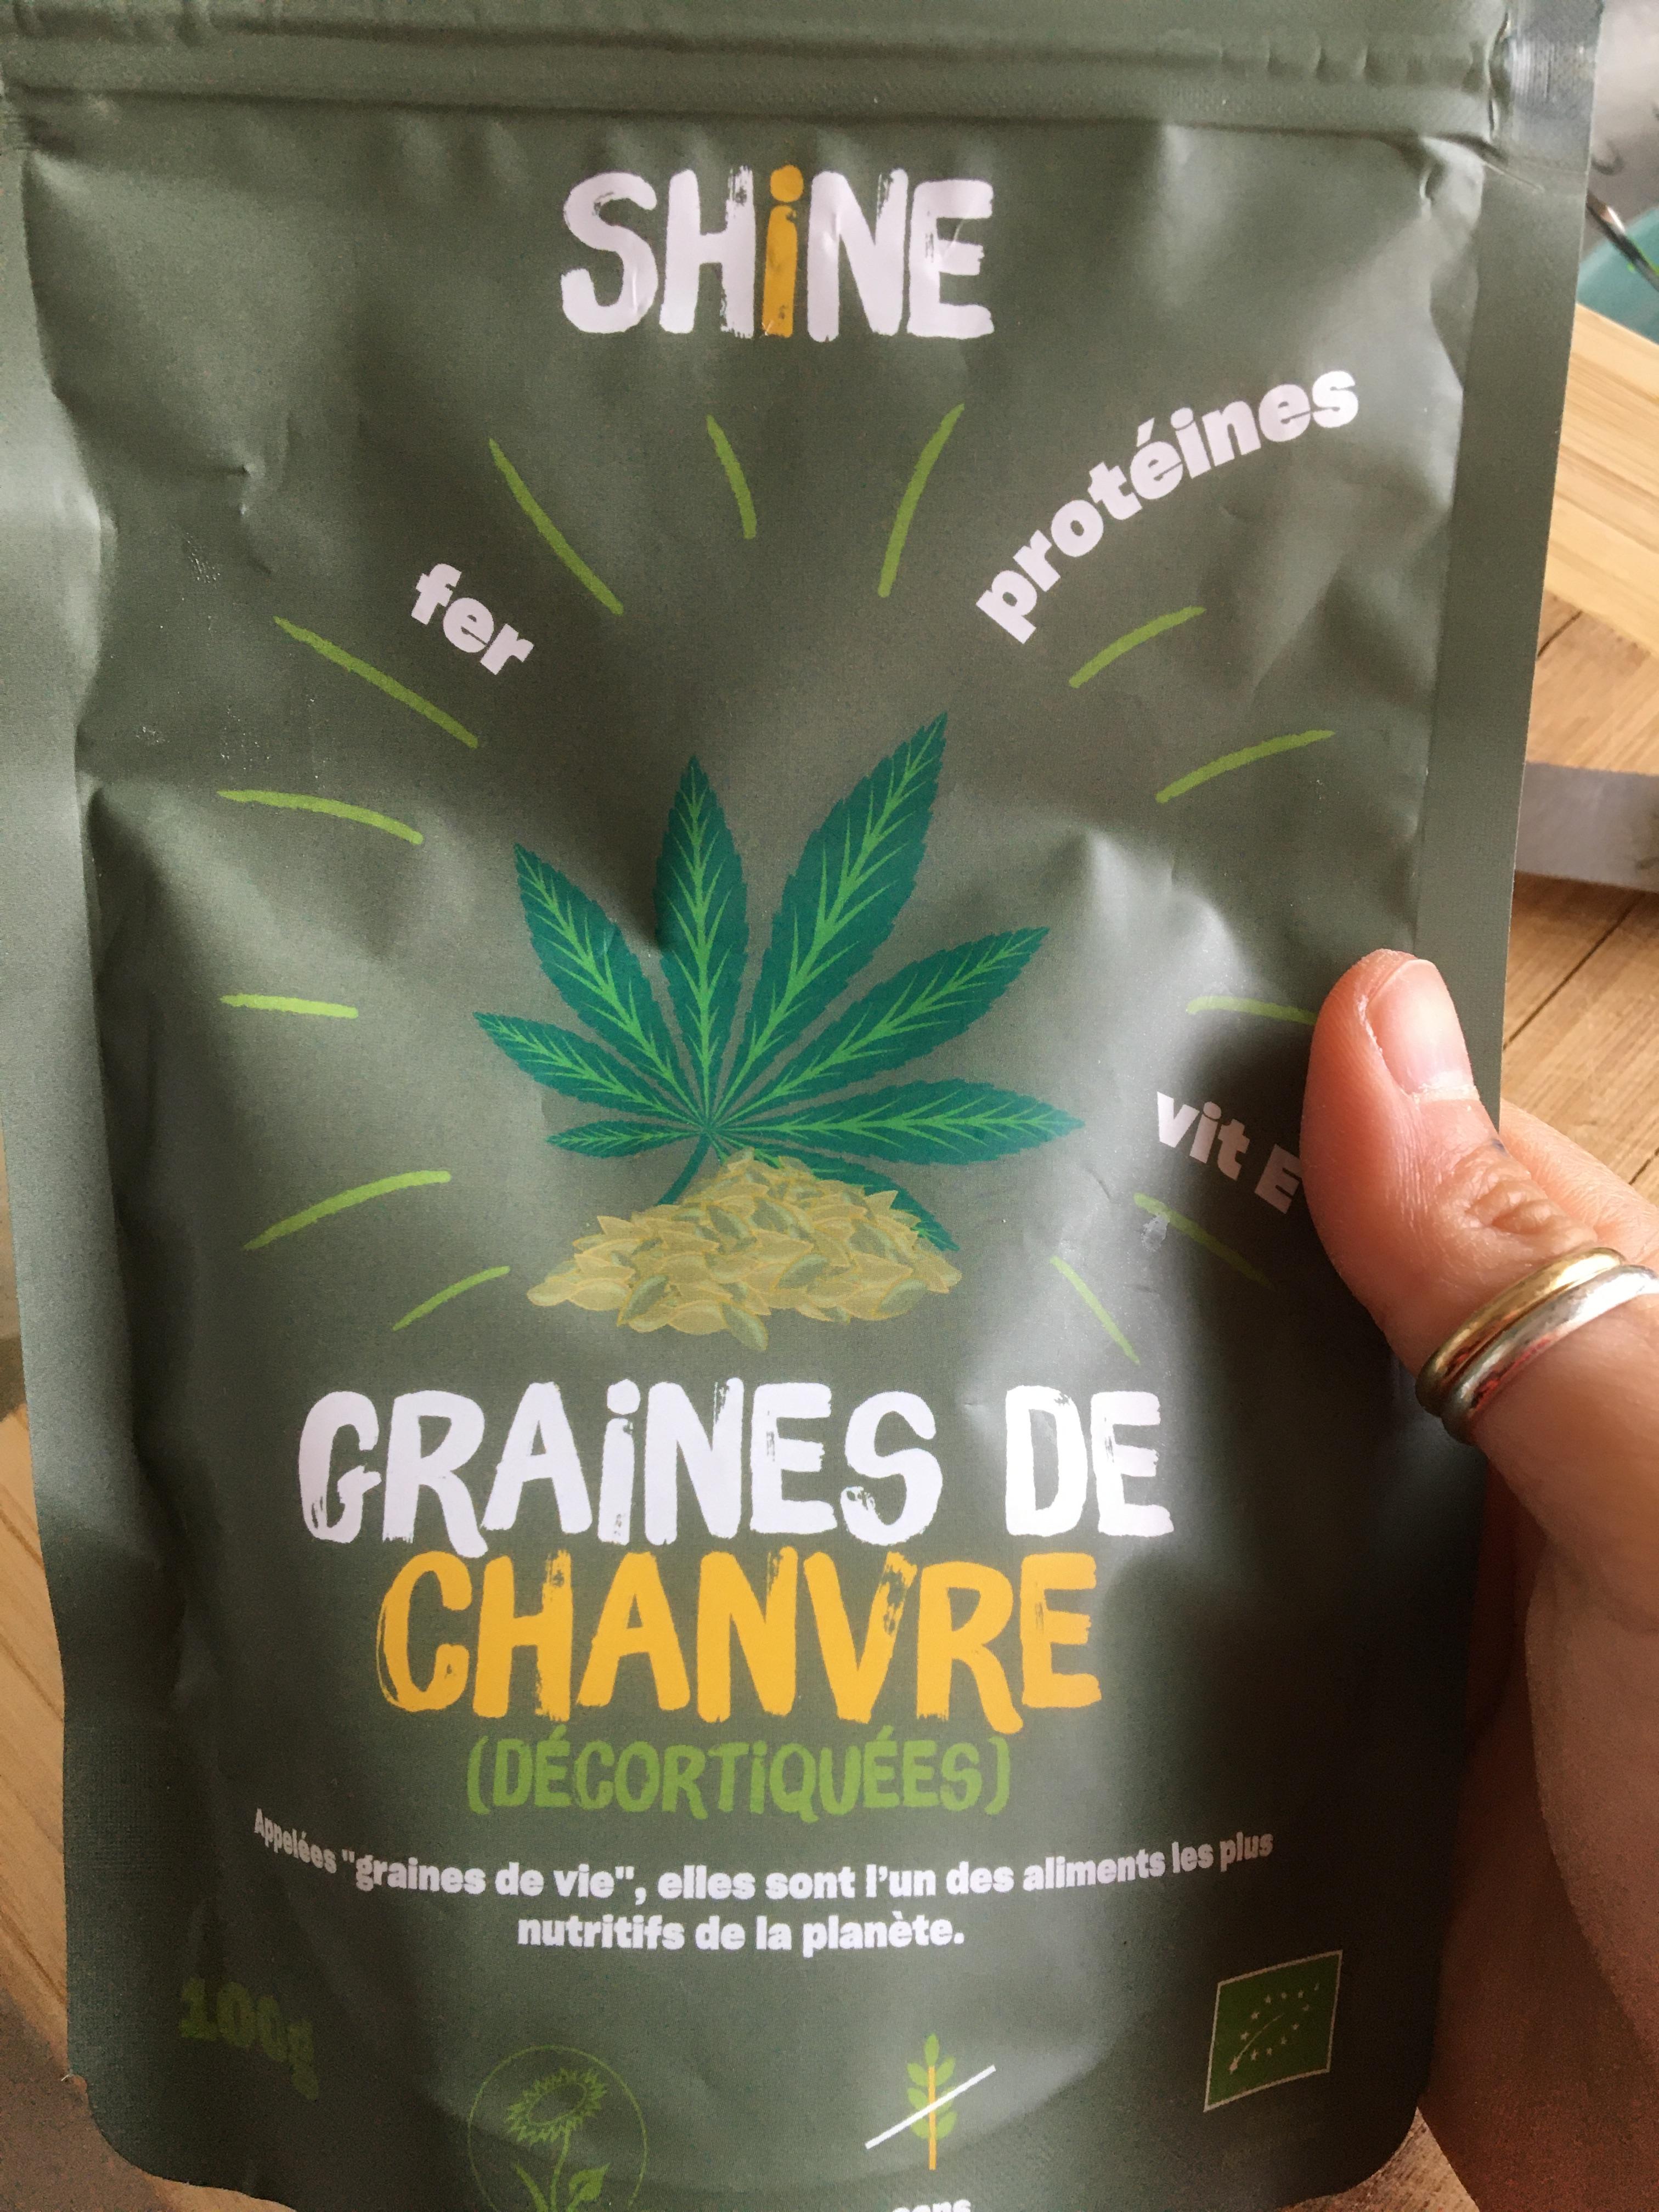 SHiNE
fer
protéines
vit E
GRAiNES DE
CHANVRE
(DÉCORTiQUÉES)
Appelées "graines de vie", elles sont l'un des aliments les plus
nutritifs de la planète.
100g
sans